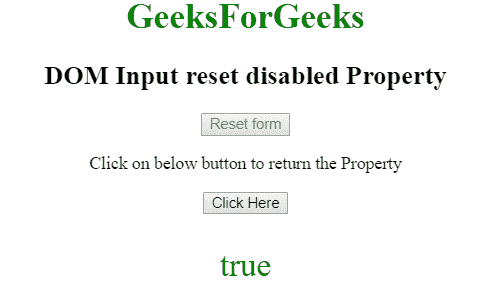 GeeksForGeeks
DOM Input reset disabled Property
Reset form
Click on below button to return the Property
Click Here
true